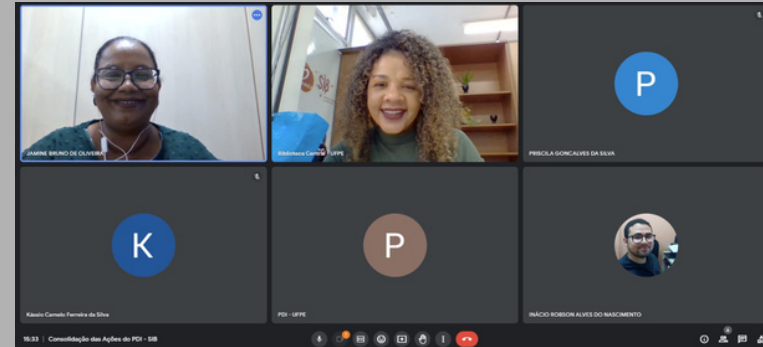 SIB
JAMINE BRUNO DE OLIVEIRA
Biblioteca Central - UFPE
P
PRISCILA GONCALVES DA SILVA
K
Kássio Camelo Ferreira da Silva
P
PDI - UFPE
INÁCIO ROBSON ALVES DO NASCIMENTO
15:33 | Consolidação das Ações do PDI - SIB